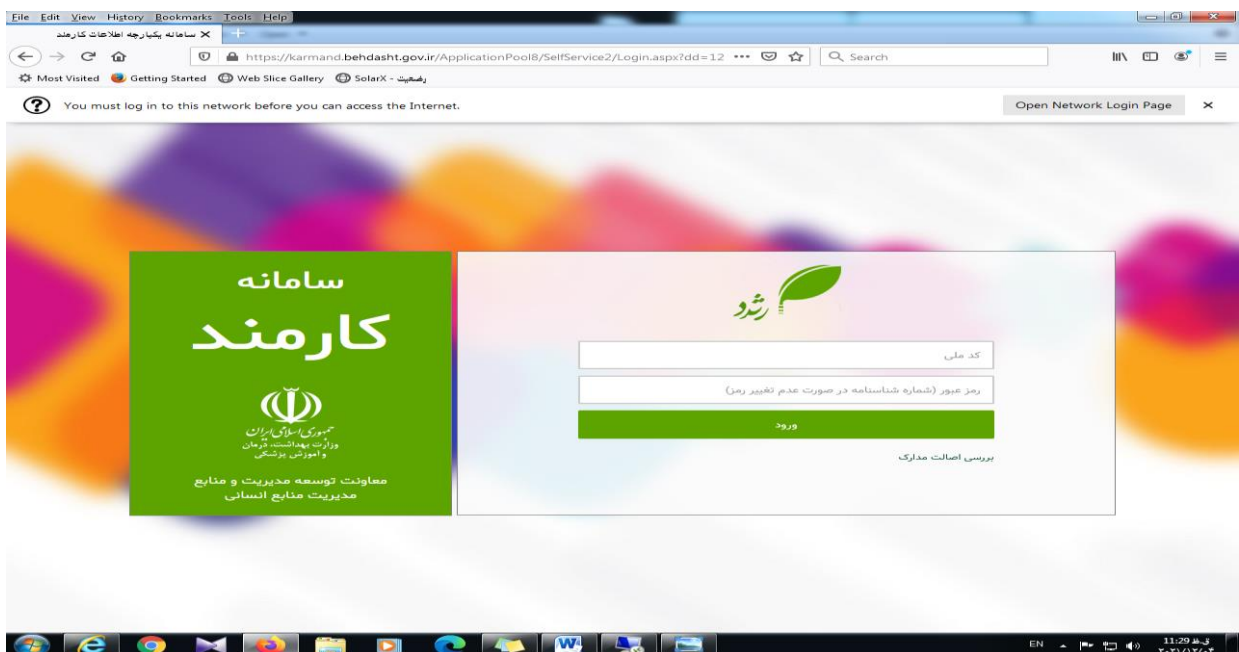 File Edit View History Bookmarks Tools Help
سامانه یکپارچه اطلاعات کارمند
https://karmand.behdasht.gov.ir/ApplicationPool8/SelfService2/Login.aspx?dd=12
Search
Most Visited Getting Started Web Slice Gallery SolarX - وضعیت
You must log in to this network before you can access the Internet.
Open Network Login Page
سامانه
کارمند
جمهوری اسلامی ایران
وزارت بهداشت، درمان
و آموزش پزشکی
معاونت توسعه مدیریت و منابع
مدیریت منابع انسانی
رشد
کد ملی
رمز عبور (شماره شناسنامه در صورت عدم تغییر رمز)
ورود
بررسی اصالت مدارک
EN
11:29 ق.ظ
۲۰۲۱/۱۲/۰۴